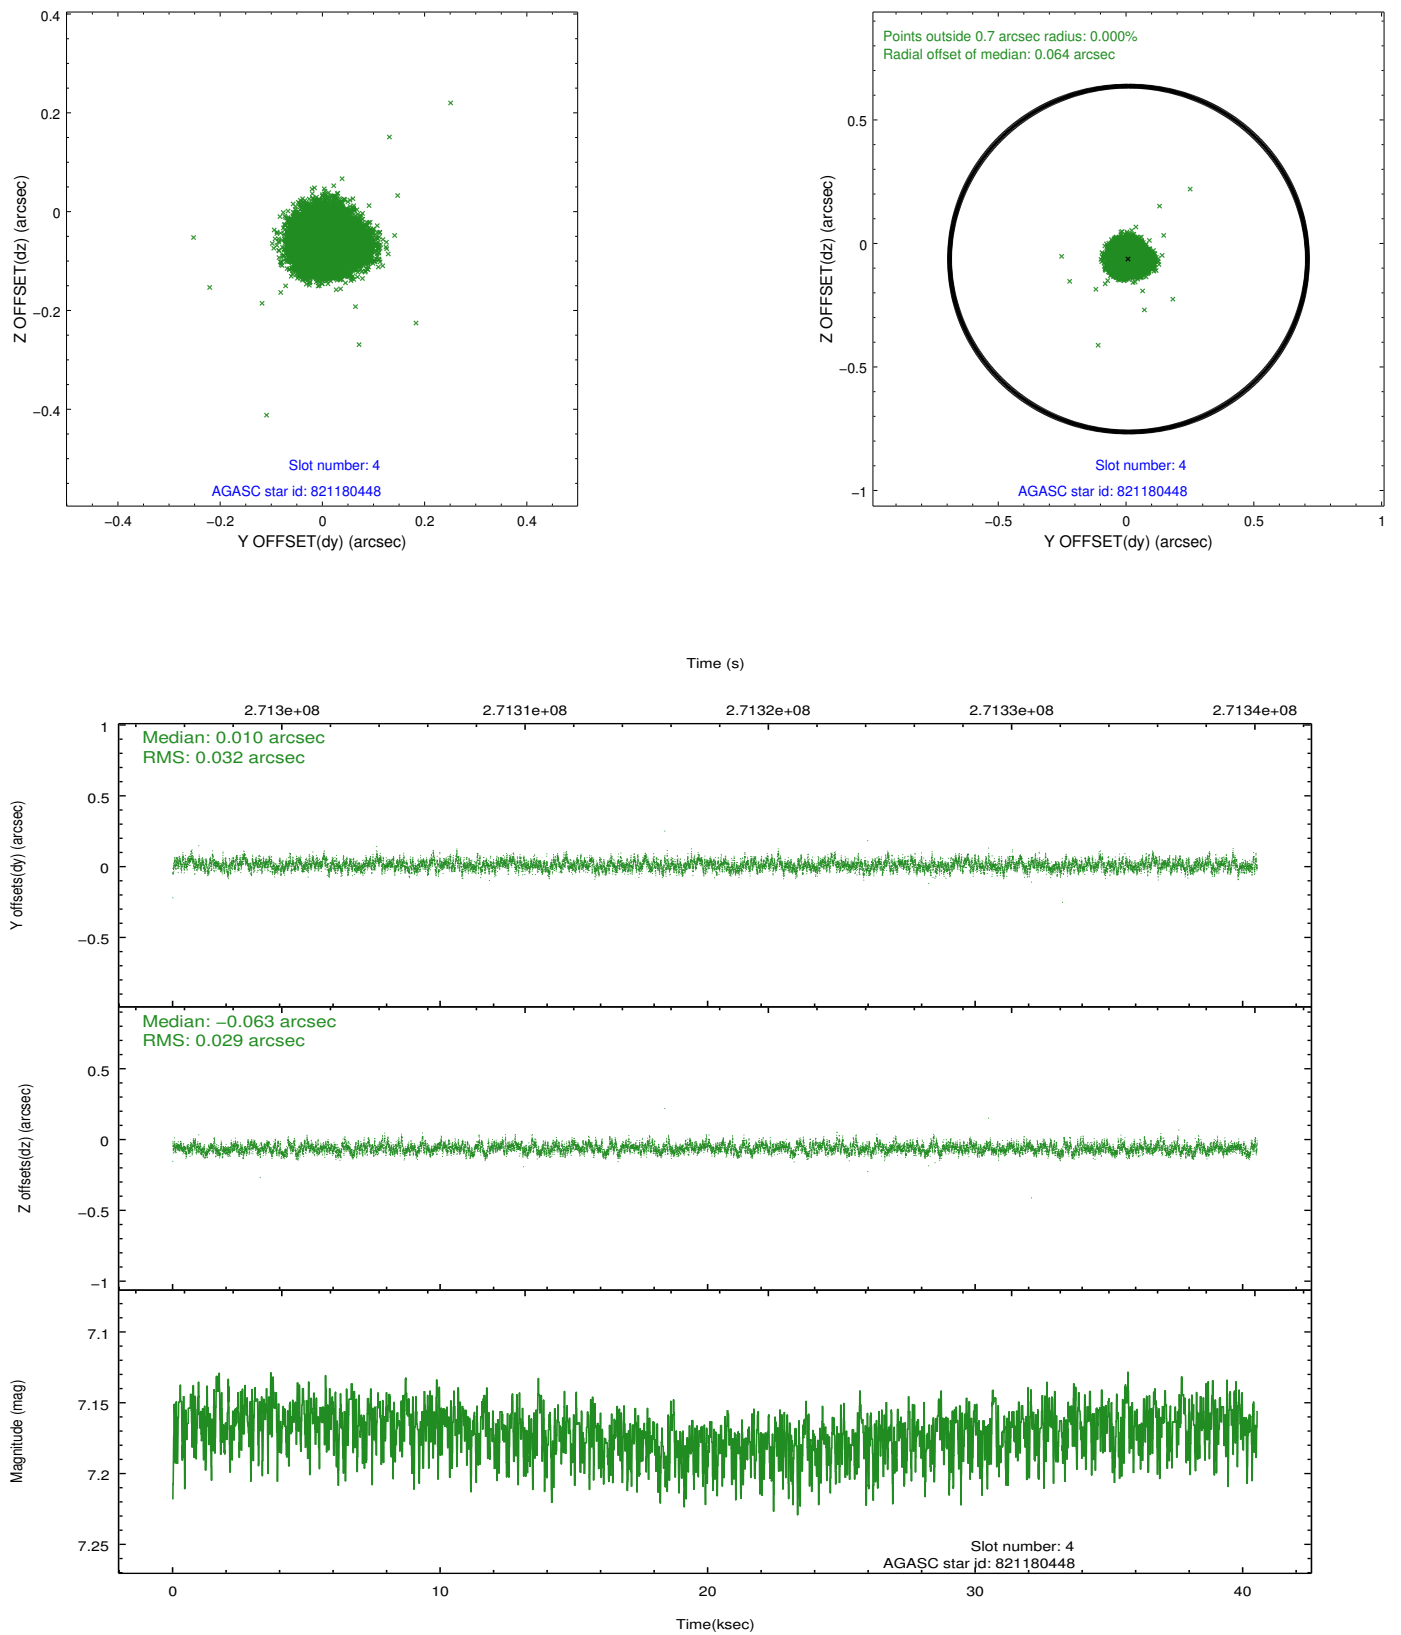 0.4
0.2
0
−0.2
−0.4
Z OFFSET(dz) (arcsec)
Slot number: 4
AGASC star id: 821180448
−0.4
−0.2
0
0.2
0.4
Y OFFSET(dy) (arcsec)
Points outside 0.7 arcsec radius: 0.000%
Radial offset of median: 0.064 arcsec
0.5
0
−0.5
−1
Z OFFSET(dz) (arcsec)
Slot number: 4
AGASC star id: 821180448
−0.5
0
0.5
1
Y OFFSET(dy) (arcsec)
Time (s)
2.713e+08
2.7131e+08
2.7132e+08
2.7133e+08
2.7134e+08
Median: 0.010 arcsec
RMS: 0.032 arcsec
1
0.5
0
−0.5
Y offsets(dy) (arcsec)
Median: −0.063 arcsec
RMS: 0.029 arcsec
0.5
0
−0.5
−1
Z offsets(dz) (arcsec)
7.1
7.15
7.2
7.25
Magnitude (mag)
Slot number: 4
AGASC star id: 821180448
0
10
20
30
40
Time(ksec)